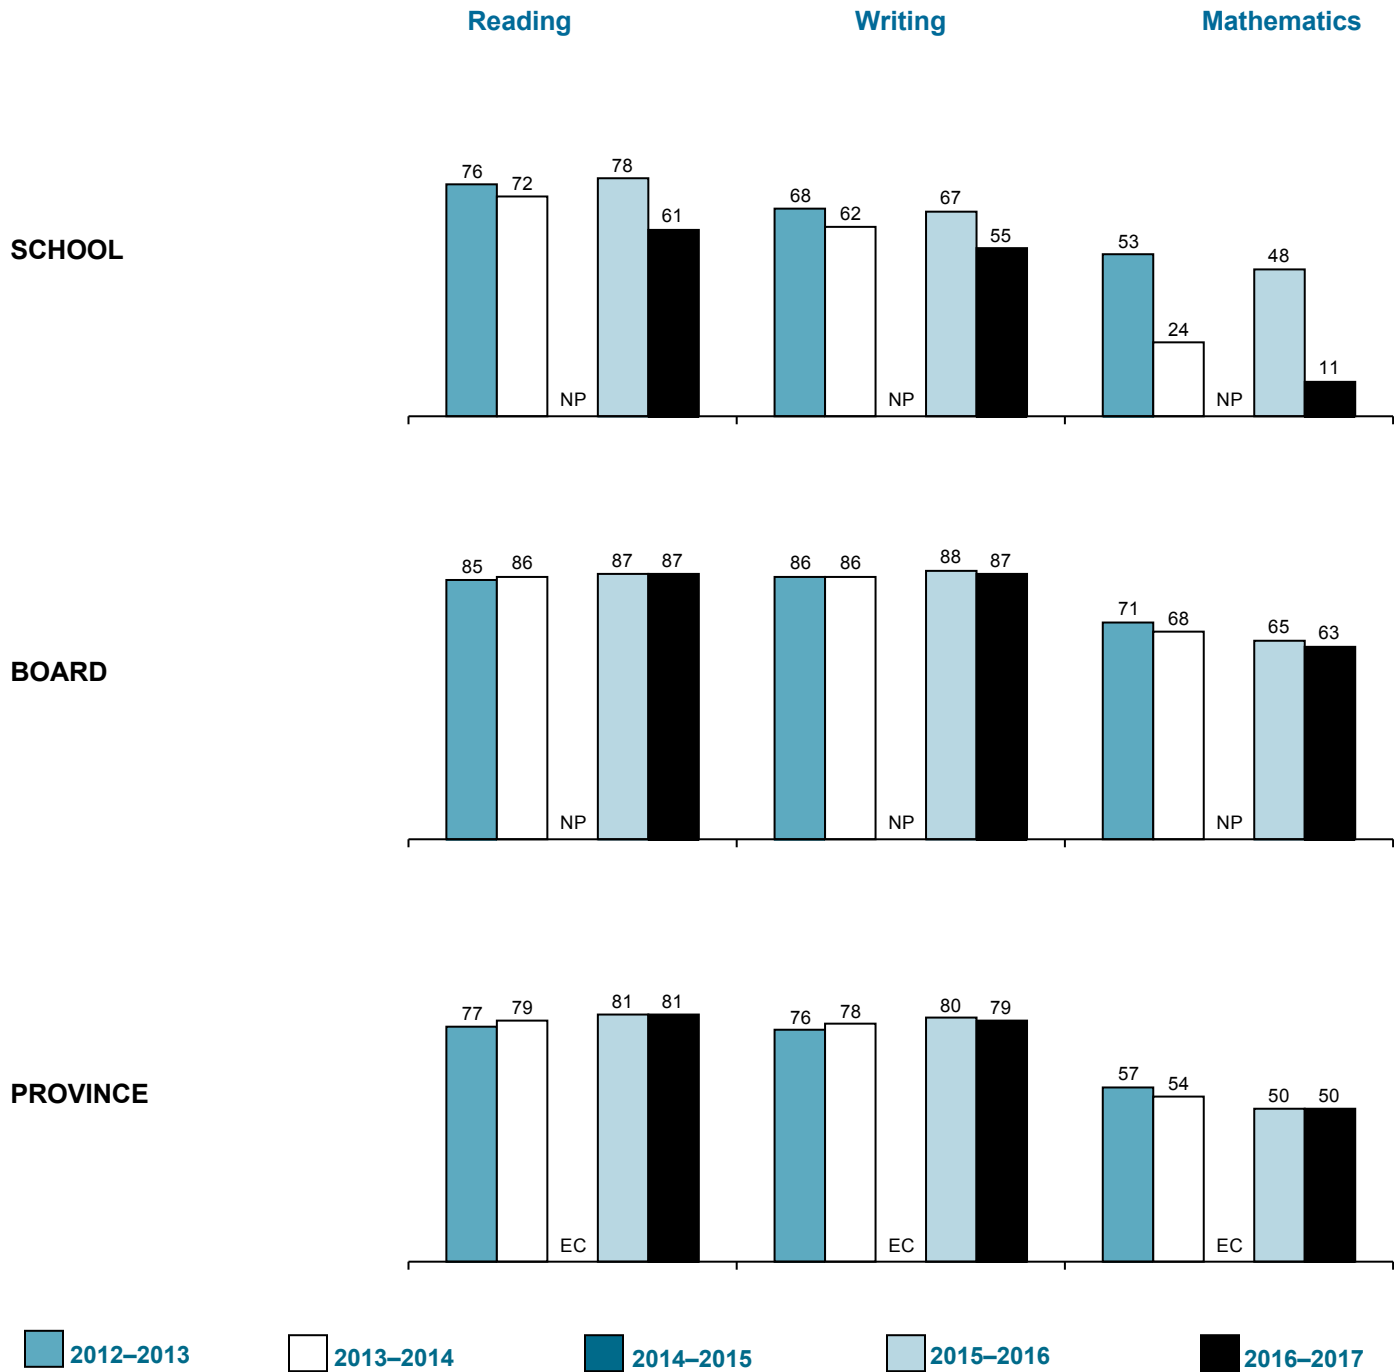 Reading Writing Mathematics
SCHOOL
76 72 NP 78 61 68 62 NP 67 55 53 24 NP 48 11
BOARD
85 86 NP 87 87 86 86 NP 88 87 71 68 NP 65 63
PROVINCE
77 79 EC 81 81 76 78 EC 80 79 57 54 EC 50 50
2012–2013 2013–2014 2014–2015 2015–2016 2016–2017